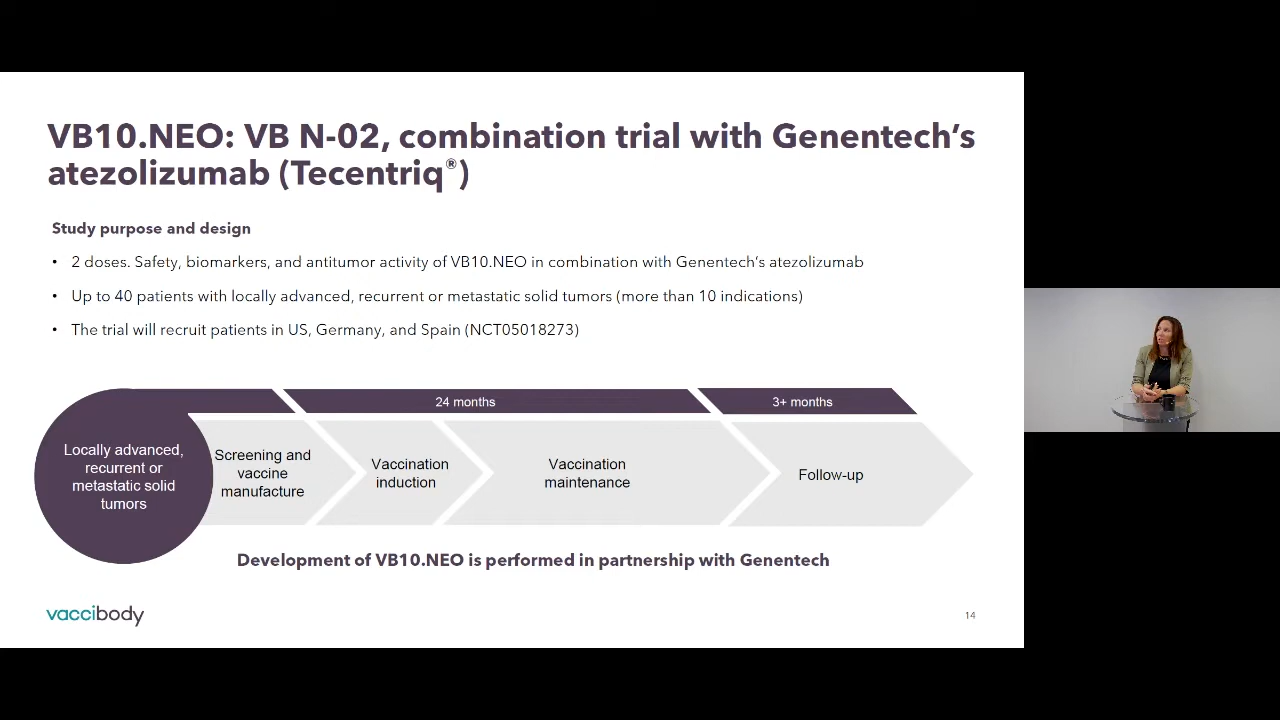 VB10.NEO: VB N-02, combination trial with Genentech's
atezolizumab (Tecentriq®)
Study purpose and design
• 2 doses. Safety, biomarkers, and antitumor activity of VB10.NEO in combination with Genentech's atezolizumab
• Up to 40 patients with locally advanced, recurrent or metastatic solid tumors (more than 10 indications)
• The trial will recruit patients in US, Germany, and Spain (NCT05018273)
24 months
3+ months
Locally advanced,
recurrent or
metastatic solid
tumors
Screening and
vaccine
manufacture
Vaccination
induction
Vaccination
maintenance
Follow-up
Development of VB10.NEO is performed in partnership with Genentech
vaccibody
14